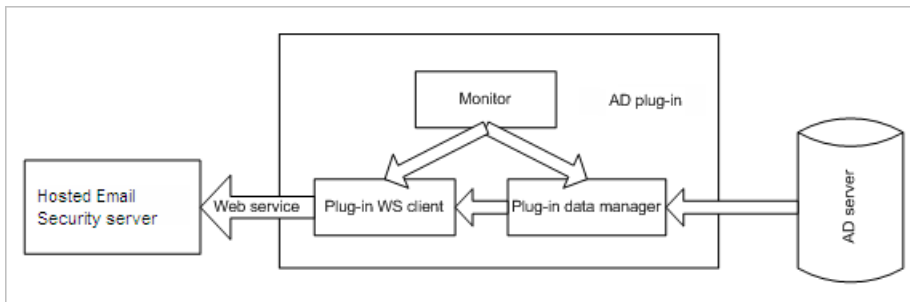 Monitor
AD plug-in
Hosted Email
Security server
Web service
Plug-in WS client
Plug-in data manager
AD server